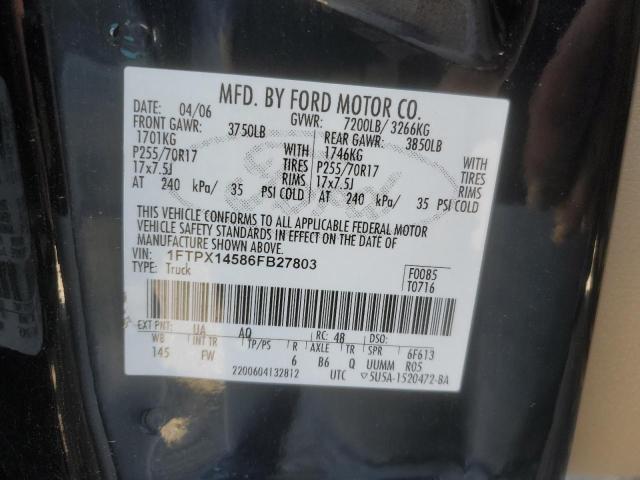 MFD. BY FORD MOTOR CO.
DATE: 04/06 GVWR: 7200LB/ 3266KG
FRONT GAWR: 3750LB REAR GAWR: 3850LB
1701KG WITH 1746KG WITH
P255/70R17 TIRES P255/70R17 TIRES
17x7.5J RIMS 17x7.5J RIMS
AT 240 kPa/ 35 PSI COLD AT 240 kPa/ 35 PSI COLD
THIS VEHICLE CONFORMS TO ALL APPLICABLE FEDERAL MOTOR
VEHICLE SAFETY STANDARDS IN EFFECT ON THE DATE OF
MANUFACTURE SHOWN ABOVE.
VIN: 1FTPX14586FB27803
TYPE: Truck
F0085
T0716
EXT PNT: UA AQ RC: 48 DSO:
WB INT TR TP/PS R AXLE TR SPR 6F613
145 FW 6 B6 Q UUMM R05
2200604132812 UTC 5U5A-1520472-BA
Ford